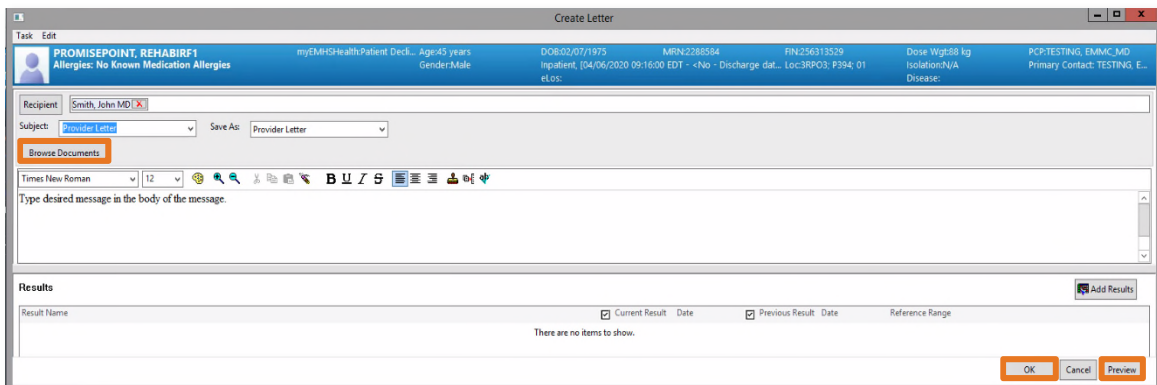 Create Letter
Task Edit
PROMISEPOINT, REHABIRF1 myEMHSHealth:Patient Decli... Age:45 years DOB:02/07/1975 MRN:2288584 FIN:256313529 Dose Wgt:88 kg PCP:TESTING, EMMC_MD
Allergies: No Known Medication Allergies Gender:Male Inpatient, [04/06/2020 09:16:00 EDT - <No - Discharge dat... Loc:3RPO3; P394; 01 Isolation:N/A Primary Contact: TESTING, E...
eLos: Disease:
Recipient Smith, John MD
Subject: Provider Letter Save As: Provider Letter
Browse Documents
Times New Roman 12 B U I S
Type desired message in the body of the message.
Results Add Results
Result Name Current Result Date Previous Result Date Reference Range
There are no items to show.
OK Cancel Preview